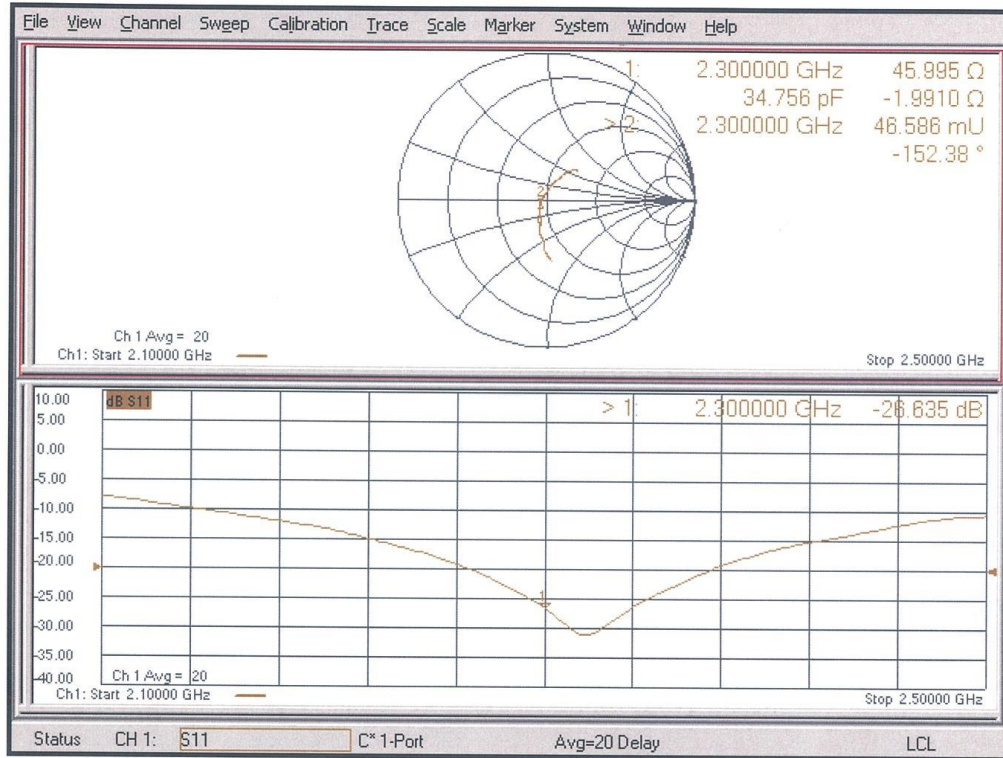 File View Channel Sweep Calibration Trace Scale Marker System Window Help
1: 2.300000 GHz 45.995 Ω
34.756 pF -1.9910 Ω
> 2: 2.300000 GHz 46.586 mU
-152.38 °
2
Ch 1 Avg = 20
Ch1: Start 2.10000 GHz
Stop 2.50000 GHz
10.00
dB S11
> 1: 2.300000 GHz -26.635 dB
5.00
0.00
-5.00
-10.00
-15.00
-20.00
-25.00
1
-30.00
-35.00
-40.00
Ch 1 Avg = 20
Ch1: Start 2.10000 GHz
Stop 2.50000 GHz
Status CH 1: S11 C* 1-Port Avg=20 Delay LCL